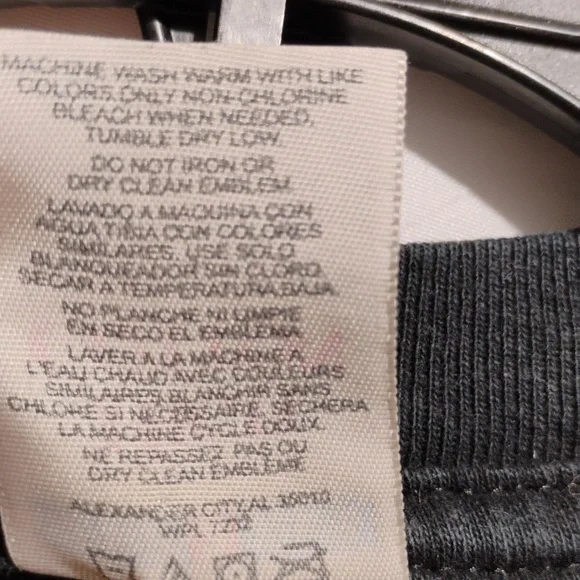 MACHINE WASH WARM WITH LIKE
COLORS. ONLY NON-CHLORINE
BLEACH WHEN NEEDED.
TUMBLE DRY LOW.
DO NOT IRON OR
DRY CLEAN EMBLEM.
LAVADO A MAQUINA CON
AGUA TIBIA CON COLORES
SIMILARES. USE SOLO
BLANQUEADOR SIN CLORO.
SECAR A TEMPERATURA BAJA
NO PLANCHE NI LIMPIE
EN SECO EL EMBLEMA
LAVER A LA MACHINE A
L'EAU CHAUD AVEC COULEURS
SIMILAIRES. BLANCHIR SANS
CHLORE SI NECESSAIRE. SECHERA
LA MACHINE CYCLE DOUX
NE REPASSEZ PAS OU
DRY CLEAN EMBLEME
ALEXANDER CITY, AL 35010
WPL